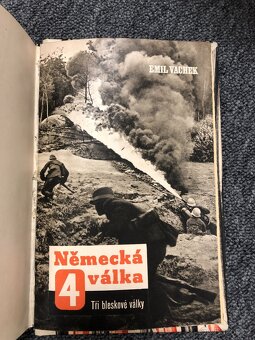 EMIL VACHEK
Německá
4 válka
Tři bleskové války